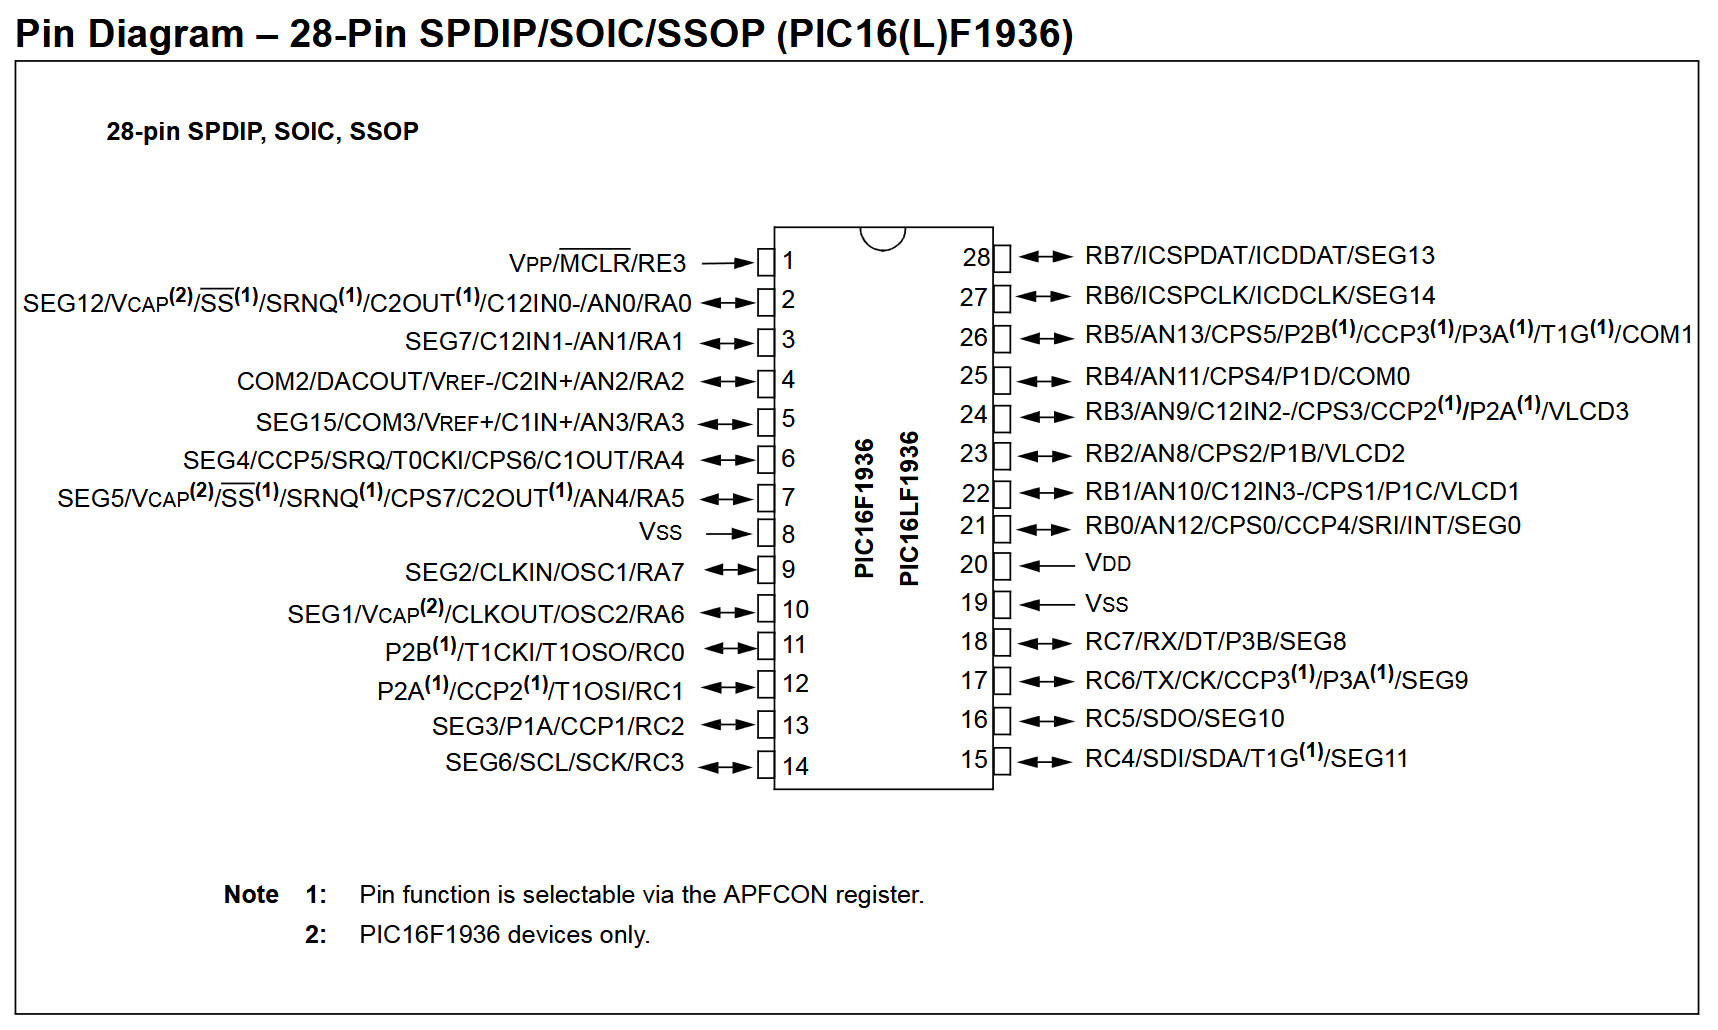 Pin Diagram – 28-Pin SPDIP/SOIC/SSOP (PIC16(L)F1936)
28-pin SPDIP, SOIC, SSOP
VPP/MCLR/RE3 1
SEG12/VCAP(2)/SS(1)/SRNQ(1)/C2OUT(1)/C12IN0-/AN0/RA0 2
SEG7/C12IN1-/AN1/RA1 3
COM2/DACOUT/VREF-/C2IN+/AN2/RA2 4
SEG15/COM3/VREF+/C1IN+/AN3/RA3 5
SEG4/CCP5/SRQ/T0CKI/CPS6/C1OUT/RA4 6
SEG5/VCAP(2)/SS(1)/SRNQ(1)/CPS7/C2OUT(1)/AN4/RA5 7
VSS 8
SEG2/CLKIN/OSC1/RA7 9
SEG1/VCAP(2)/CLKOUT/OSC2/RA6 10
P2B(1)/T1CKI/T1OSO/RC0 11
P2A(1)/CCP2(1)/T1OSI/RC1 12
SEG3/P1A/CCP1/RC2 13
SEG6/SCL/SCK/RC3 14
PIC16F1936
PIC16LF1936
28 RB7/ICSPDAT/ICDDAT/SEG13
27 RB6/ICSPCLK/ICDCLK/SEG14
26 RB5/AN13/CPS5/P2B(1)/CCP3(1)/P3A(1)/T1G(1)/COM1
25 RB4/AN11/CPS4/P1D/COM0
24 RB3/AN9/C12IN2-/CPS3/CCP2(1)/P2A(1)/VLCD3
23 RB2/AN8/CPS2/P1B/VLCD2
22 RB1/AN10/C12IN3-/CPS1/P1C/VLCD1
21 RB0/AN12/CPS0/CCP4/SRI/INT/SEG0
20 VDD
19 VSS
18 RC7/RX/DT/P3B/SEG8
17 RC6/TX/CK/CCP3(1)/P3A(1)/SEG9
16 RC5/SDO/SEG10
15 RC4/SDI/SDA/T1G(1)/SEG11
Note 1: Pin function is selectable via the APFCON register.
2: PIC16F1936 devices only.